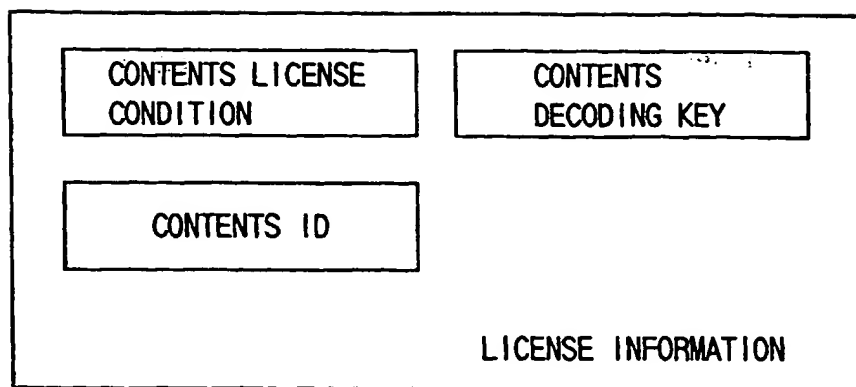 CONTENTS LICENSE
CONDITION
CONTENTS
DECODING KEY
CONTENTS ID
LICENSE INFORMATION